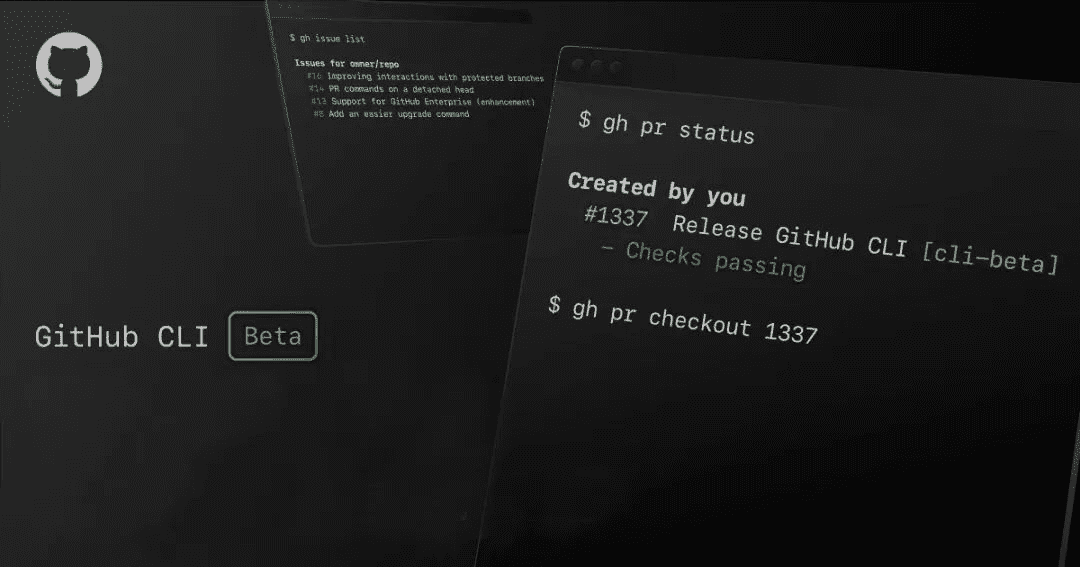 $ gh issue list
Issues for owner/repo
#16 Improving interactions with protected branches
#14 PR commands on a detached head
#13 Support for GitHub Enterprise (enhancement)
#8 Add an easier upgrade command
$ gh pr status
Created by you
#1337 Release GitHub CLI [cli-beta]
- Checks passing
$ gh pr checkout 1337
GitHub CLI Beta